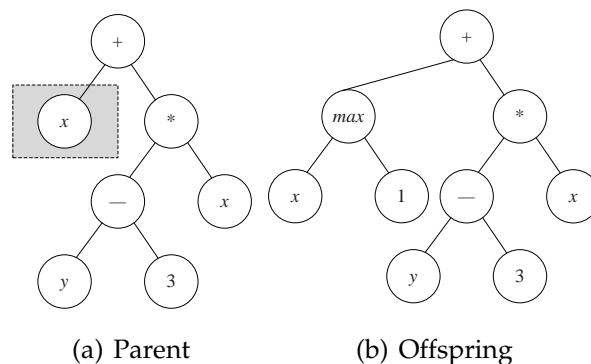 + +
x * max *
— x x 1 — x
y 3 y 3
(a) Parent (b) Offspring